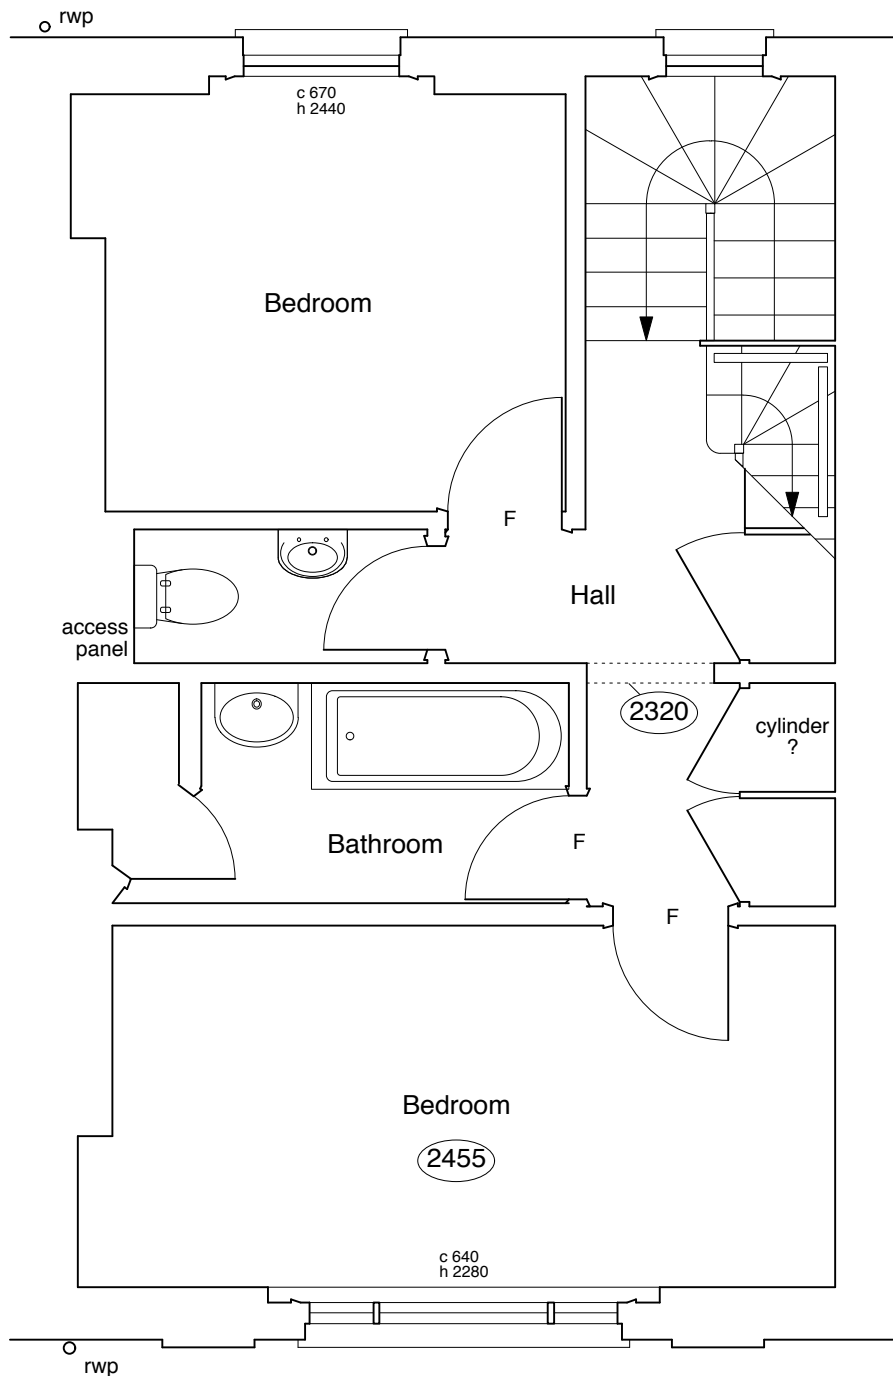 rwp
c 670
h 2440
Bedroom
F
Hall
access
panel
2320
cylinder
?
Bathroom
F
F
Bedroom
2455
c 640
h 2280
rwp